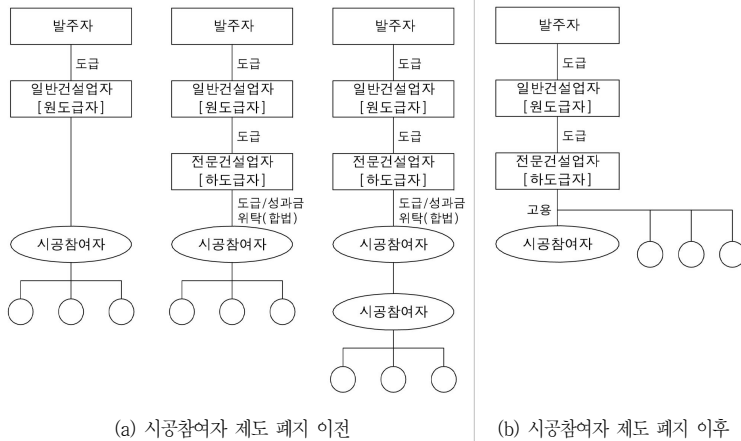 발주자
도급
일반건설업자
[원도급자]
시공참여자
발주자
도급
일반건설업자
[원도급자]
도급
전문건설업자
[하도급자]
도급/성과금
위탁(합법)
시공참여자
발주자
도급
일반건설업자
[원도급자]
도급
전문건설업자
[하도급자]
도급/성과금
위탁(합법)
시공참여자
시공참여자
(a) 시공참여자 제도 폐지 이전
발주자
도급
일반건설업자
[원도급자]
도급
전문건설업자
[하도급자]
고용
시공참여자
(b) 시공참여자 제도 폐지 이후